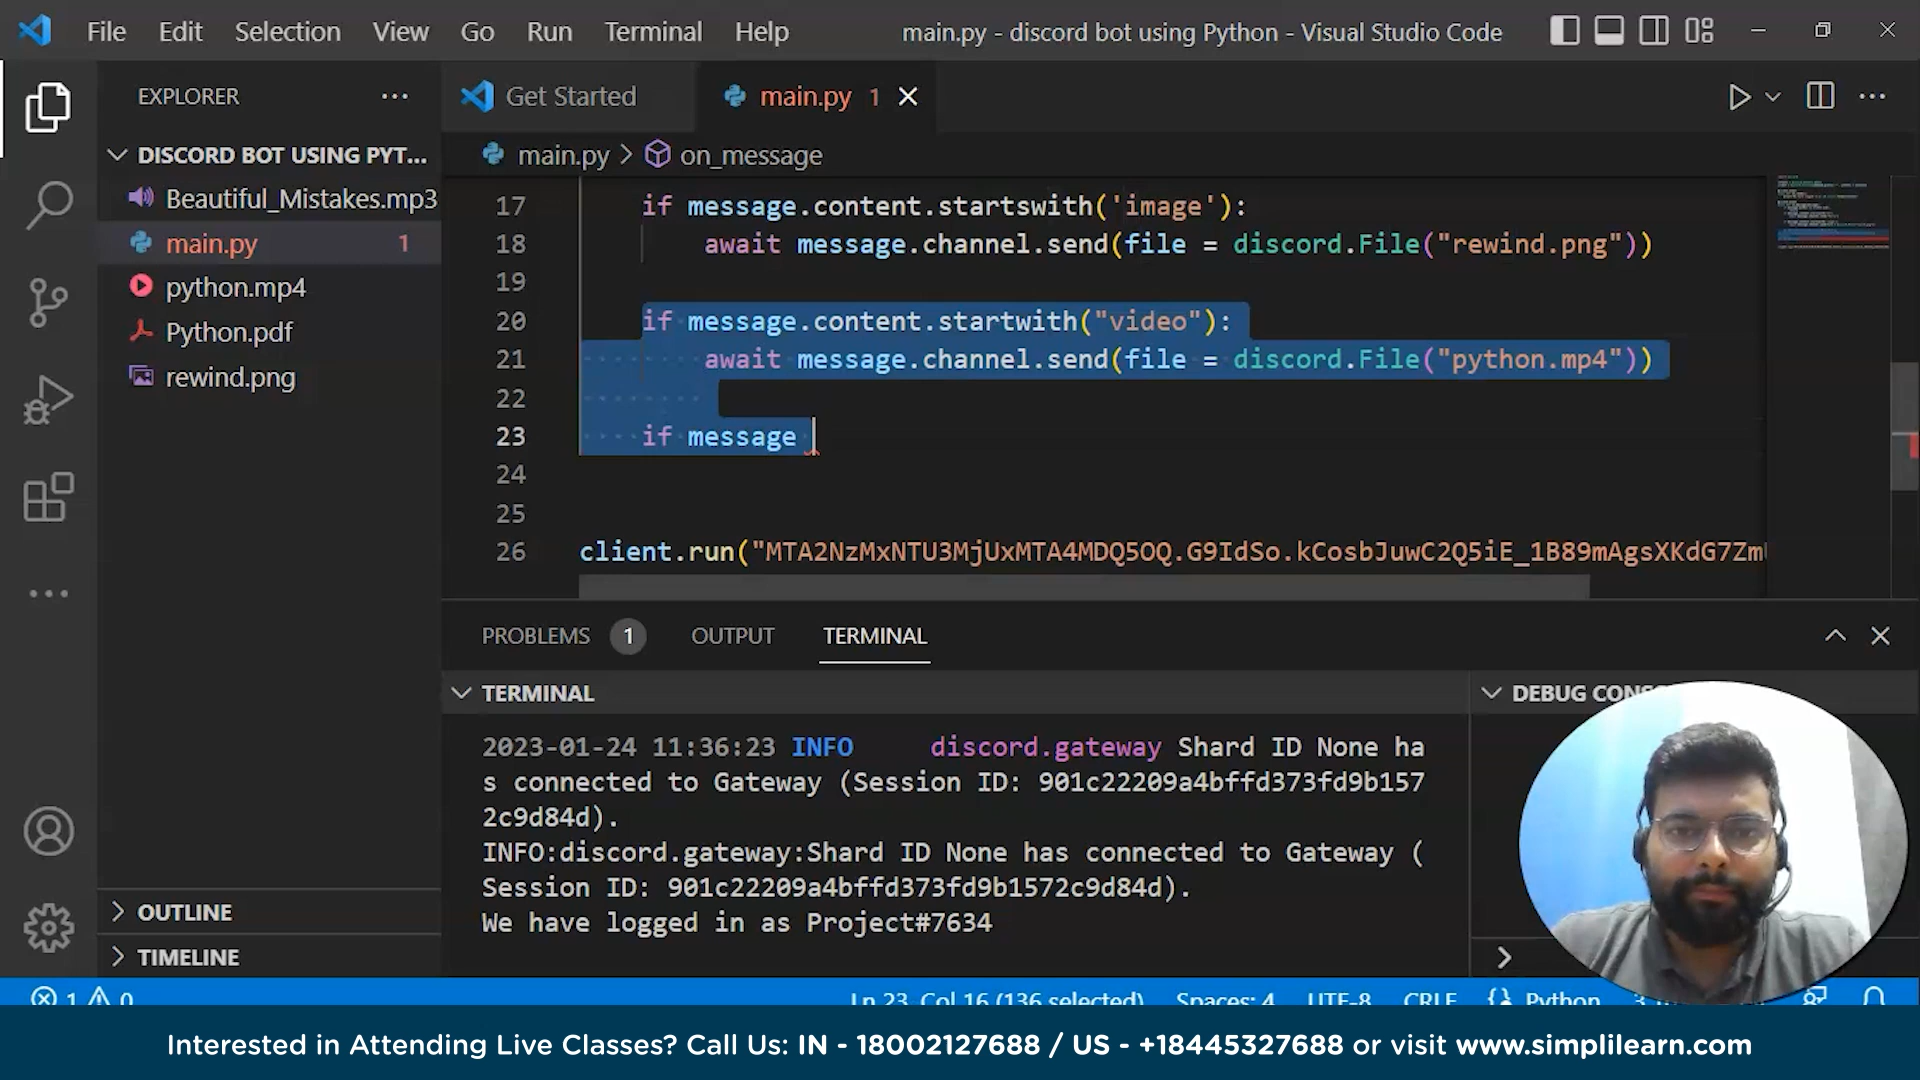 File Edit Selection View Go Run Terminal Help main.py - discord bot using Python - Visual Studio Code
EXPLORER
Get Started
main.py 1
DISCORD BOT USING PYT...
main.py > on_message
Beautiful_Mistakes.mp3
main.py 1
python.mp4
Python.pdf
rewind.png
17 if message.content.startswith('image'):
18 await message.channel.send(file = discord.File("rewind.png"))
19
20 if message.content.startwith("video"):
21 await message.channel.send(file = discord.File("python.mp4"))
22
23 if message
24
25
26 client.run("MTA2NzMxNTU3MjUxMTA4MDQ5OQ.G9IdSo.kCosbJuwC2Q5iE_1B89mAgsXKdG7Zm
PROBLEMS 1 OUTPUT TERMINAL
TERMINAL
DEBUG CONS
2023-01-24 11:36:23 INFO discord.gateway Shard ID None ha
s connected to Gateway (Session ID: 901c22209a4bffd373fd9b157
2c9d84d).
INFO:discord.gateway:Shard ID None has connected to Gateway (
Session ID: 901c22209a4bffd373fd9b1572c9d84d).
We have logged in as Project#7634
OUTLINE
TIMELINE
1 0 Ln 23, Col 16 (136 selected) Spaces: 4 UTF-8 CRLF Python
Interested in Attending Live Classes? Call Us: IN - 18002127688 / US - +18445327688 or visit www.simplilearn.com